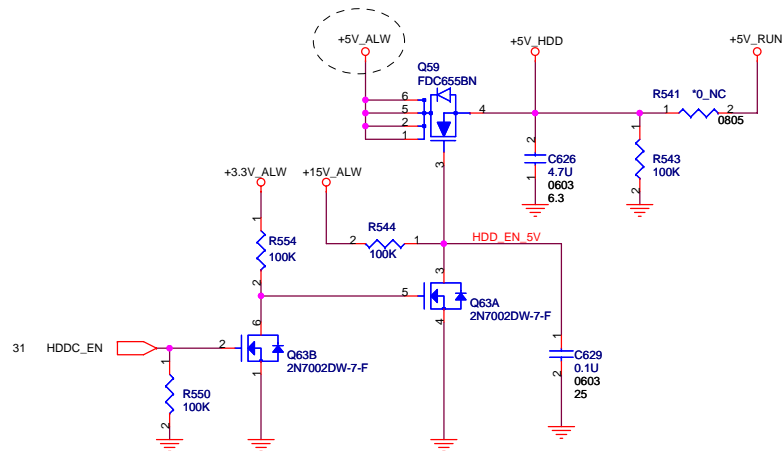 +5V_ALW
+5V_HDD
+5V_RUN
Q59
FDC655BN
6
5
2
1
4
3
R541 *0_NC
1 2
0805
2
C626
4.7U
0603
6.3
1
1
R543
100K
2
+3.3V_ALW
+15V_ALW
1
R554
100K
2
R544
2 1
100K
HDD_EN_5V
3
5
Q63A
2N7002DW-7-F
4
6
31 HDDC_EN
2
Q63B
2N7002DW-7-F
1
1
R550
100K
2
1
C629
0.1U
0603
25
2